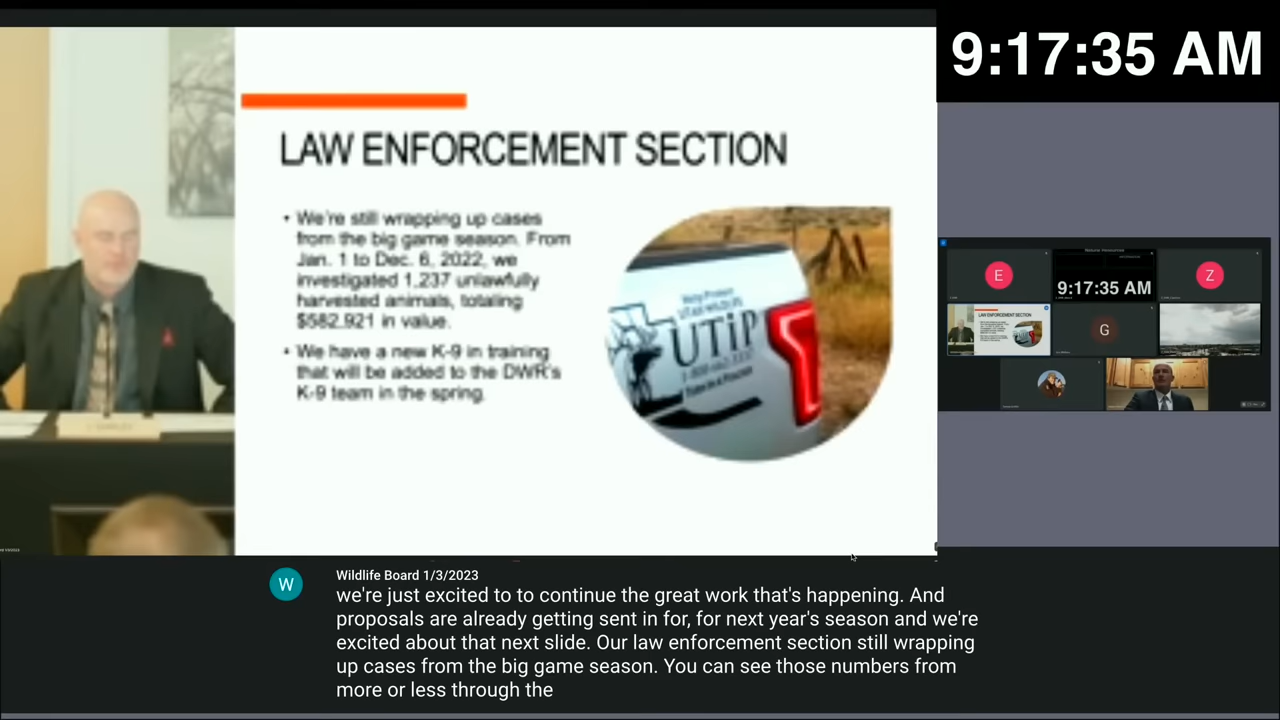 9:17:35 AM
LAW ENFORCEMENT SECTION
• We're still wrapping up cases
from the big game season. From
Jan. 1 to Dec. 6, 2022, we
investigated 1,237 unlawfully
harvested animals, totaling
$582,921 in value.
• We have a new K-9 in training
that will be added to the DWR's
K-9 team in the spring.
UTiP
E
9:17:35 AM
Z
LAW ENFORCEMENT SECTION
G
W
Wildlife Board 1/3/2023
we're just excited to to continue the great work that's happening. And
proposals are already getting sent in for, for next year's season and we're
excited about that next slide. Our law enforcement section still wrapping
up cases from the big game season. You can see those numbers from
more or less through the